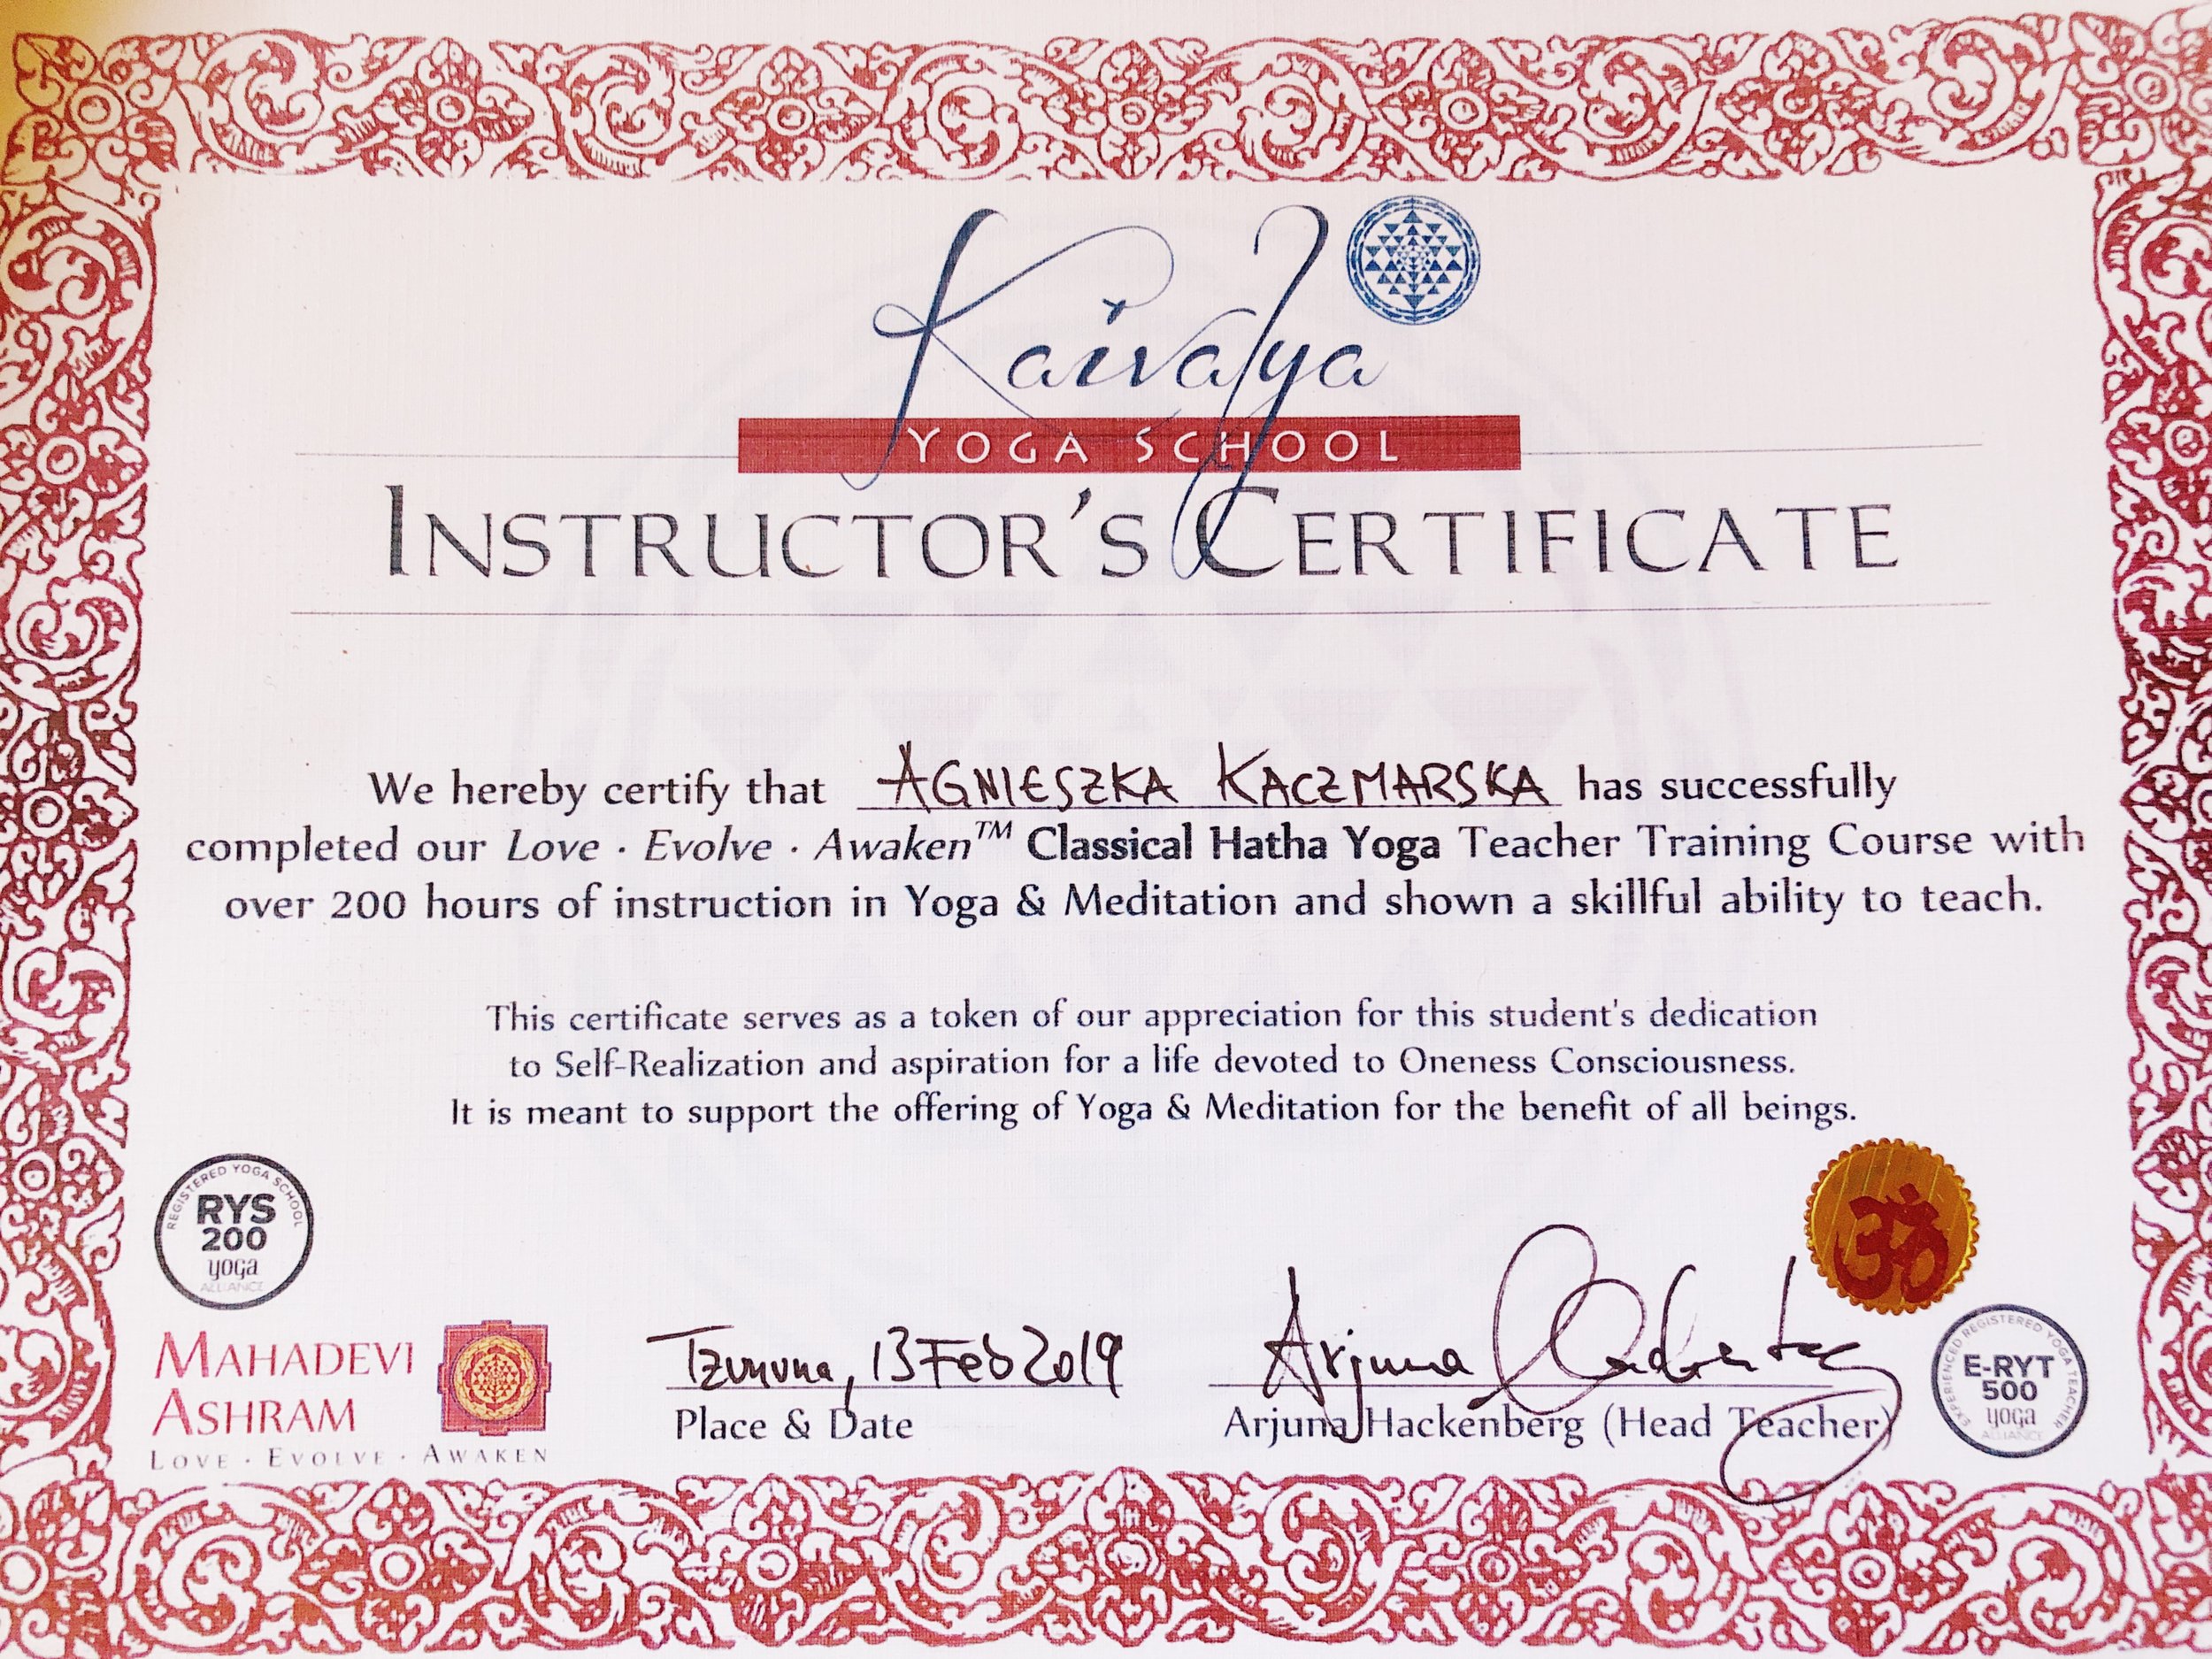 Kaivalya
YOGA SCHOOL
INSTRUCTOR'S CERTIFICATE
We hereby certify that AGNIESZKA KACZMARSKA has successfully
completed our Love · Evolve · Awaken™ Classical Hatha Yoga Teacher Training Course with
over 200 hours of instruction in Yoga & Meditation and shown a skillful ability to teach.
This certificate serves as a token of our appreciation for this student's dedication
to Self-Realization and aspiration for a life devoted to Oneness Consciousness.
It is meant to support the offering of Yoga & Meditation for the benefit of all beings.
REGISTERED YOGA SCHOOL
RYS
200
yoga
ALLIANCE
ॐ
MAHADEVI
ASHRAM
LOVE · EVOLVE · AWAKEN
Tzununa, 13 Feb 2019
Place & Date
Arjuna Hackenberg
Arjuna Hackenberg (Head Teacher)
EXPERIENCED REGISTERED YOGA TEACHER
E-RYT
500
yoga
ALLIANCE